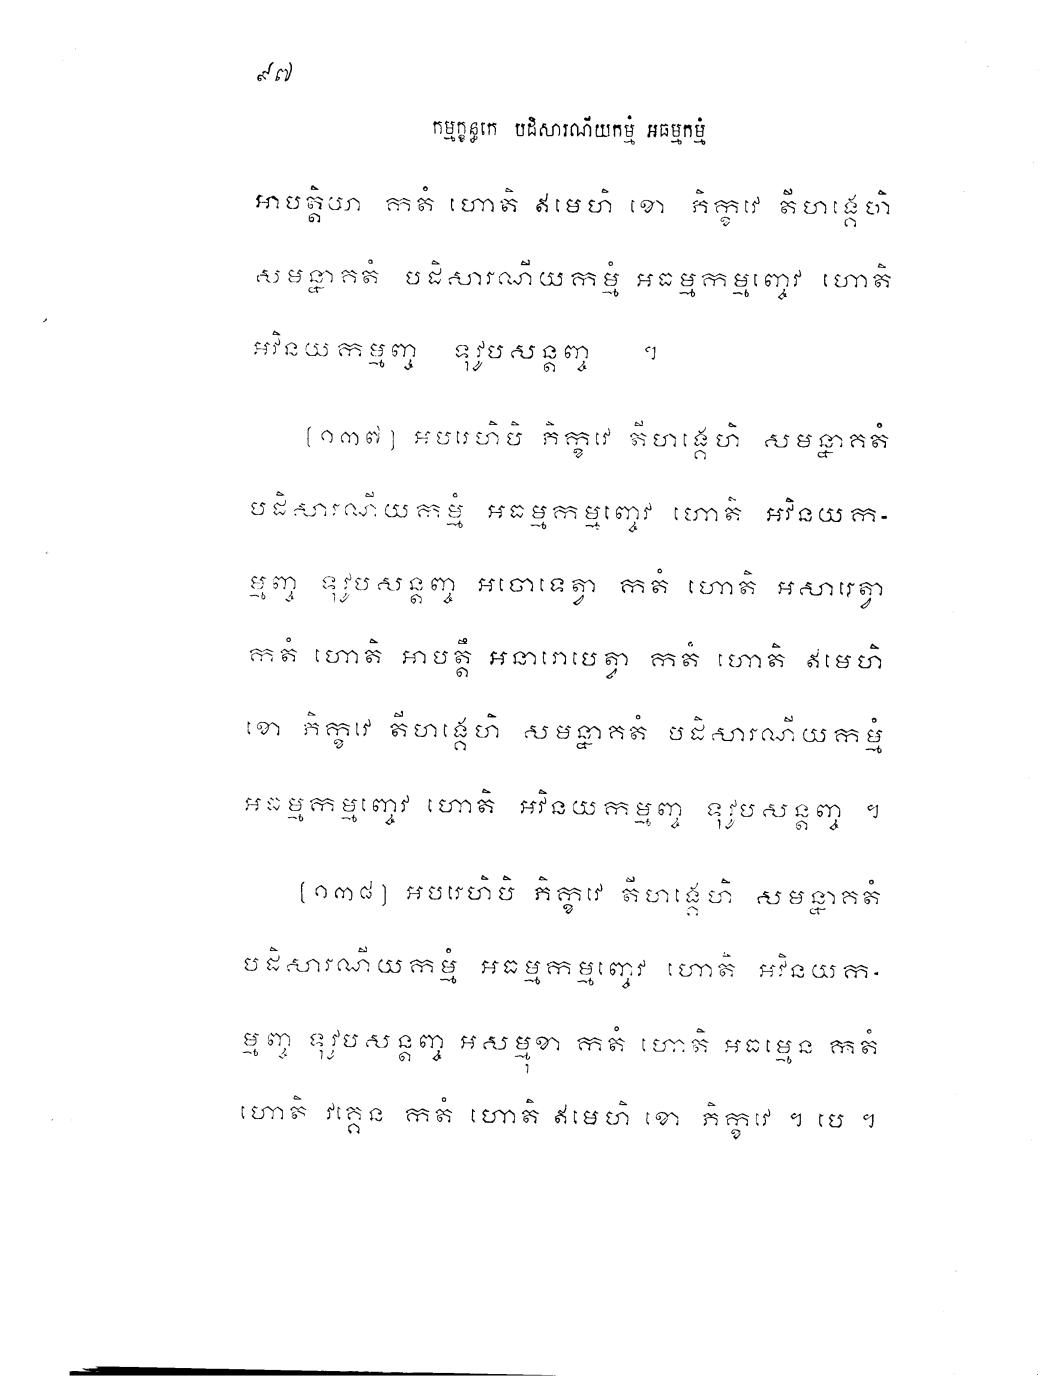 ៩៧
កម្មក្ខន្ធកេ បដិសារណីយកម្មំ អធម្មកម្មំ
អាបត្តិយា កតំ ហោតិ ឥមេហិ ខោ ភិក្ខវេ តីហង្គេហិ
សមន្នាគតំ បដិសារណីយកម្មំ អធម្មកម្មញ្ចេវ ហោតិ
អវិនយកម្មញ្ច ទុវូបសន្តញ្ច ។
[១៣៧] អបរេហិបិ ភិក្ខវេ តីហង្គេហិ សមន្នាគតំ
បដិសារណីយកម្មំ អធម្មកម្មញ្ចេវ ហោតិ អវិនយក-
ម្មញ្ច ទុវូបសន្តញ្ច អចោទេត្វា កតំ ហោតិ អសារេត្វា
កតំ ហោតិ អាបត្តឹ អនារោបេត្វា កតំ ហោតិ ឥមេហិ
ខោ ភិក្ខវេ តីហង្គេហិ សមន្នាគតំ បដិសារណីយកម្មំ
អធម្មកម្មញ្ចេវ ហោតិ អវិនយកម្មញ្ច ទុវូបសន្តញ្ច ។
[១៣៨] អបរេហិបិ ភិក្ខវេ តីហង្គេហិ សមន្នាគតំ
បដិសារណីយកម្មំ អធម្មកម្មញ្ចេវ ហោតិ អវិនយក-
ម្មញ្ច ទុវូបសន្តញ្ច អសម្មុខា កតំ ហោតិ អធម្មេន កតំ
ហោតិ វគ្គេន កតំ ហោតិ ឥមេហិ ខោ ភិក្ខវេ ។ បេ ។